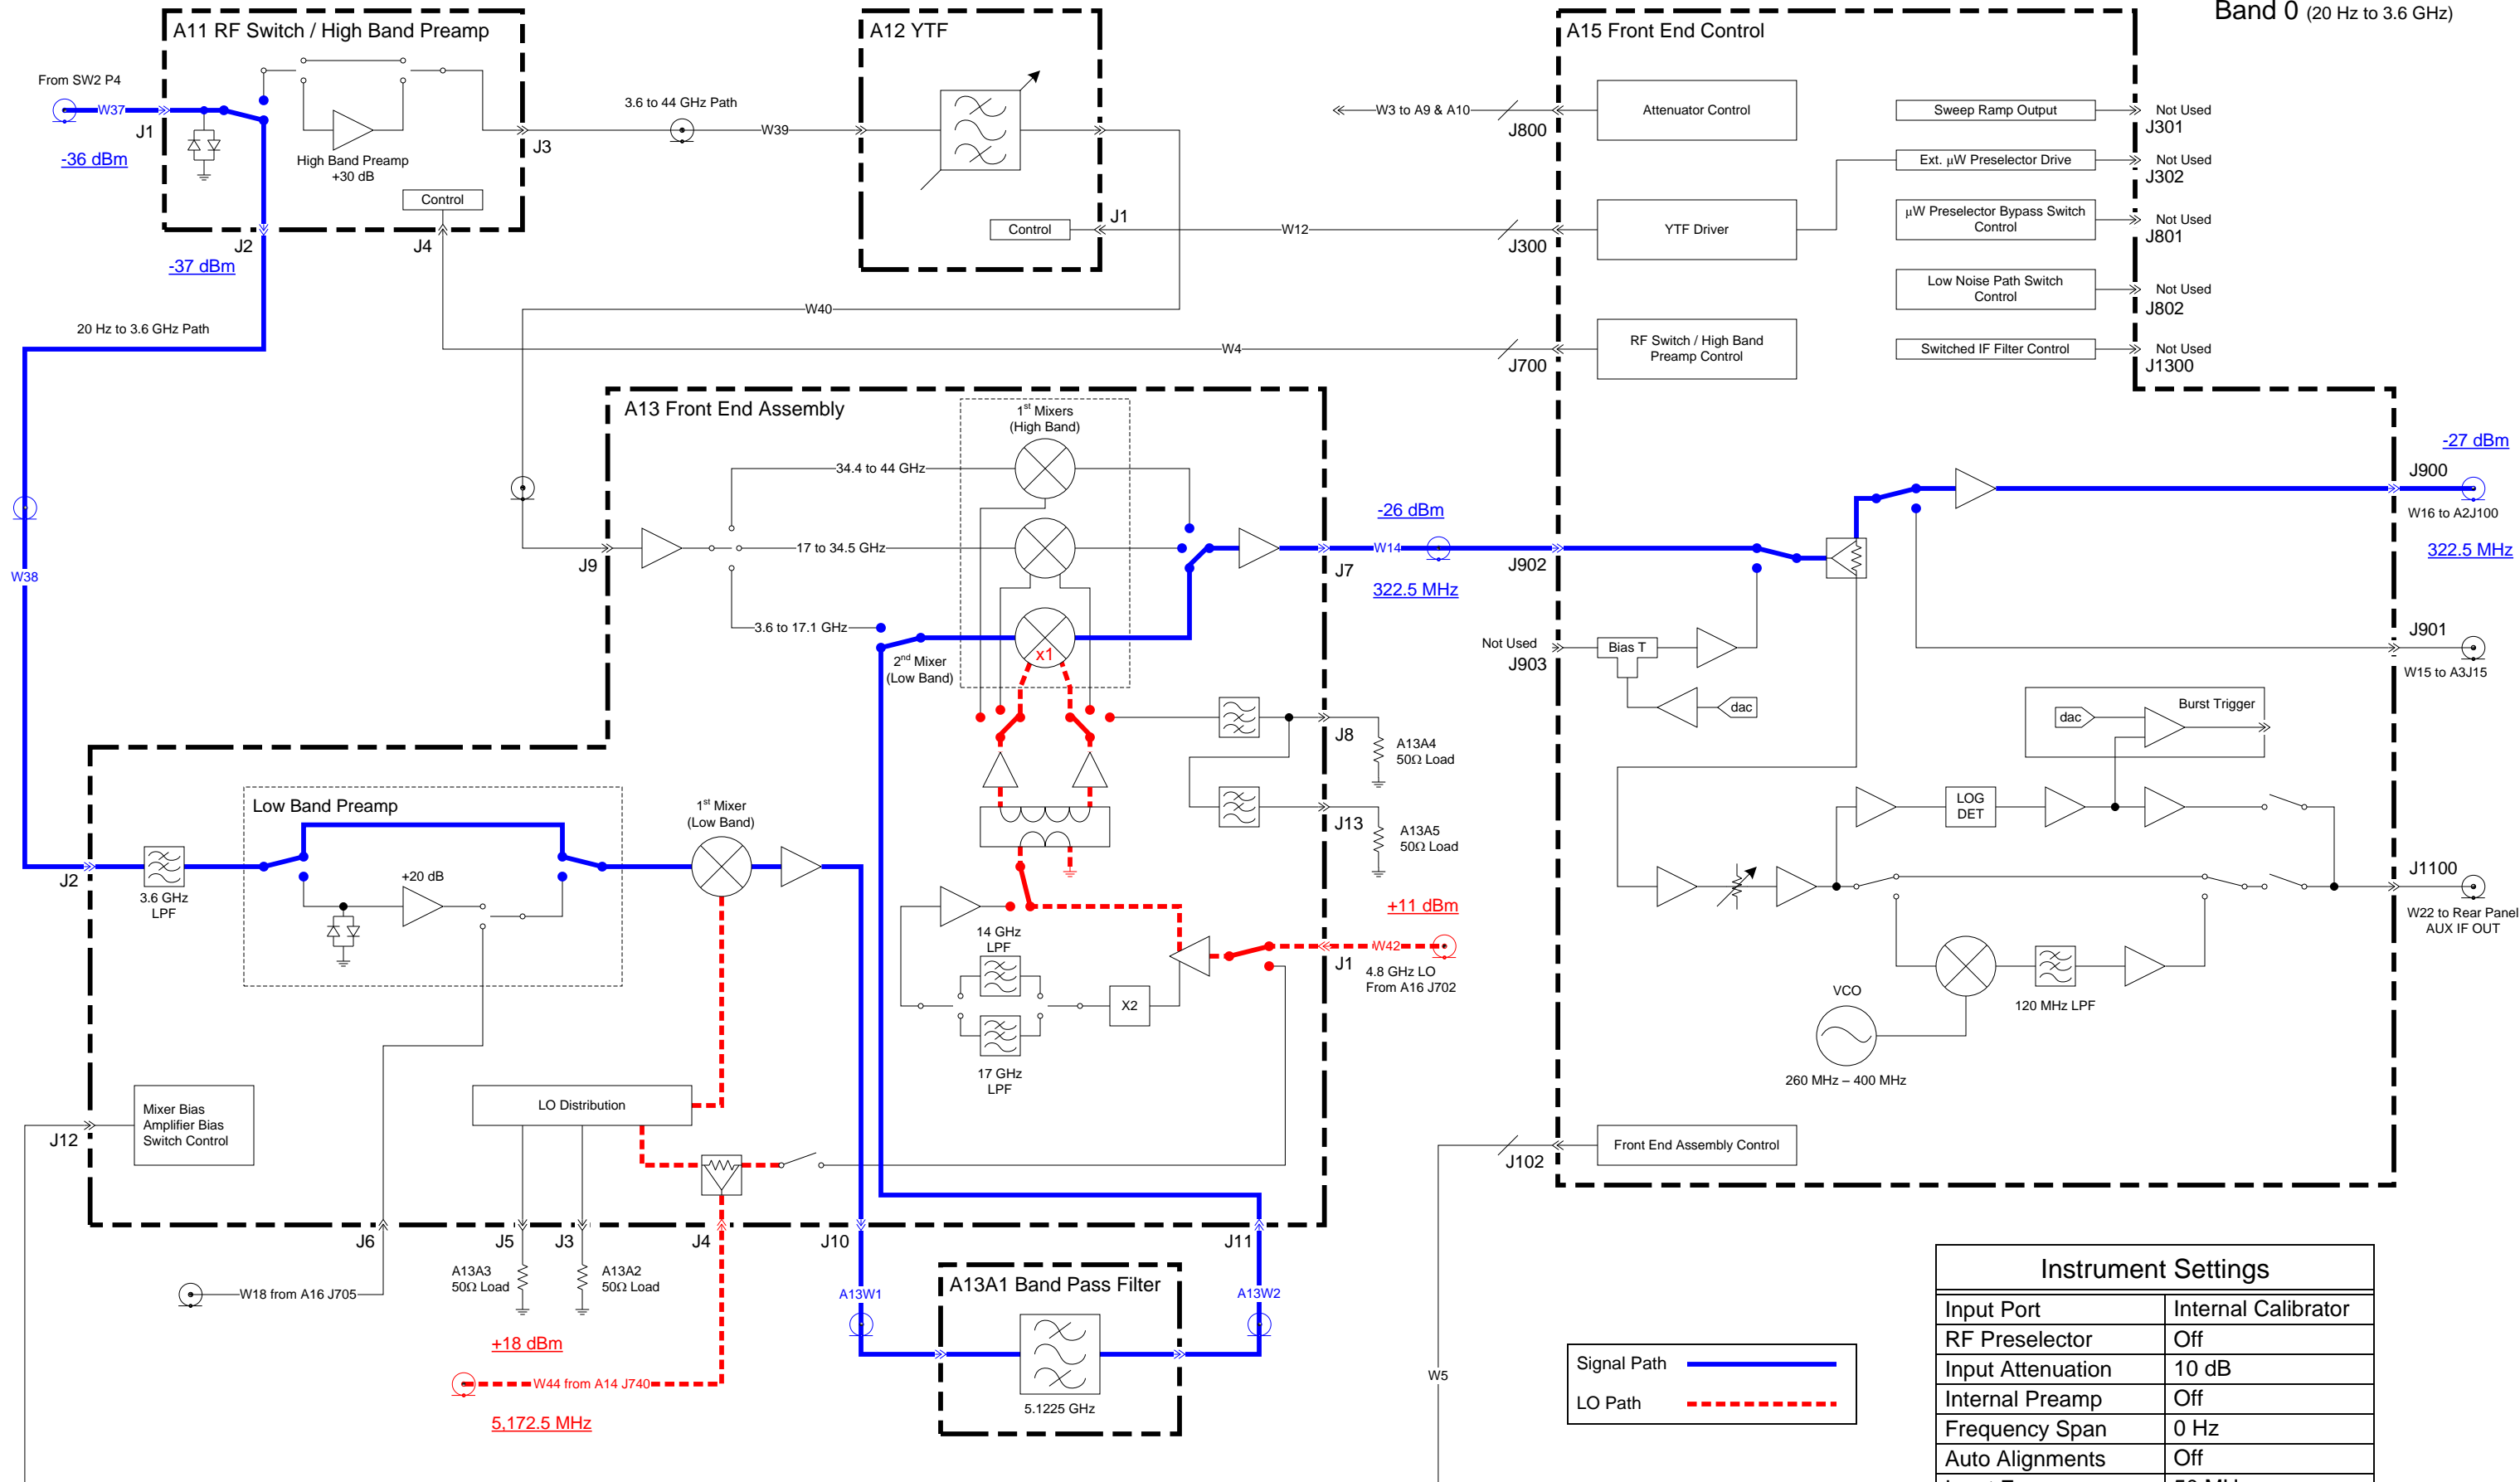 Band 0 (20 Hz to 3.6 GHz)
A11 RF Switch / High Band Preamp
From SW2 P4
W37
J1
-36 dBm
High Band Preamp
+30 dB
Control
J2
J4
J3
-37 dBm
20 Hz to 3.6 GHz Path
3.6 to 44 GHz Path
W39
A12 YTF
Control
J1
W12
W40
W4
A15 Front End Control
W3 to A9 & A10
J800
Attenuator Control
J300
YTF Driver
J700
RF Switch / High Band
Preamp Control
Sweep Ramp Output
Not Used
J301
Ext. µW Preselector Drive
Not Used
J302
µW Preselector Bypass Switch
Control
Not Used
J801
Low Noise Path Switch
Control
Not Used
J802
Switched IF Filter Control
Not Used
J1300
A13 Front End Assembly
1st Mixers
(High Band)
34.4 to 44 GHz
17 to 34.5 GHz
3.6 to 17.1 GHz
J9
x1
2nd Mixer
(Low Band)
J7
-26 dBm
W14
322.5 MHz
J902
-27 dBm
J900
W16 to A2J100
322.5 MHz
J901
W15 to A3J15
Not Used
J903
Bias T
dac
dac
Burst Trigger
LOG
DET
J1100
W22 to Rear Panel
AUX IF OUT
VCO
260 MHz – 400 MHz
120 MHz LPF
Front End Assembly Control
J102
W5
W38
J2
3.6 GHz
LPF
Low Band Preamp
+20 dB
1st Mixer
(Low Band)
J8
A13A4
50Ω Load
J13
A13A5
50Ω Load
+11 dBm
W42
J1
4.8 GHz LO
From A16 J702
14 GHz
LPF
17 GHz
LPF
X2
Mixer Bias
Amplifier Bias
Switch Control
J12
LO Distribution
J6
J5
J3
J4
J10
J11
W18 from A16 J705
A13A3
50Ω Load
A13A2
50Ω Load
+18 dBm
W44 from A14 J740
5,172.5 MHz
A13W1
A13A1 Band Pass Filter
5.1225 GHz
A13W2
Signal Path
LO Path
Instrument Settings
Input Port Internal Calibrator
RF Preselector Off
Input Attenuation 10 dB
Internal Preamp Off
Frequency Span 0 Hz
Auto Alignments Off